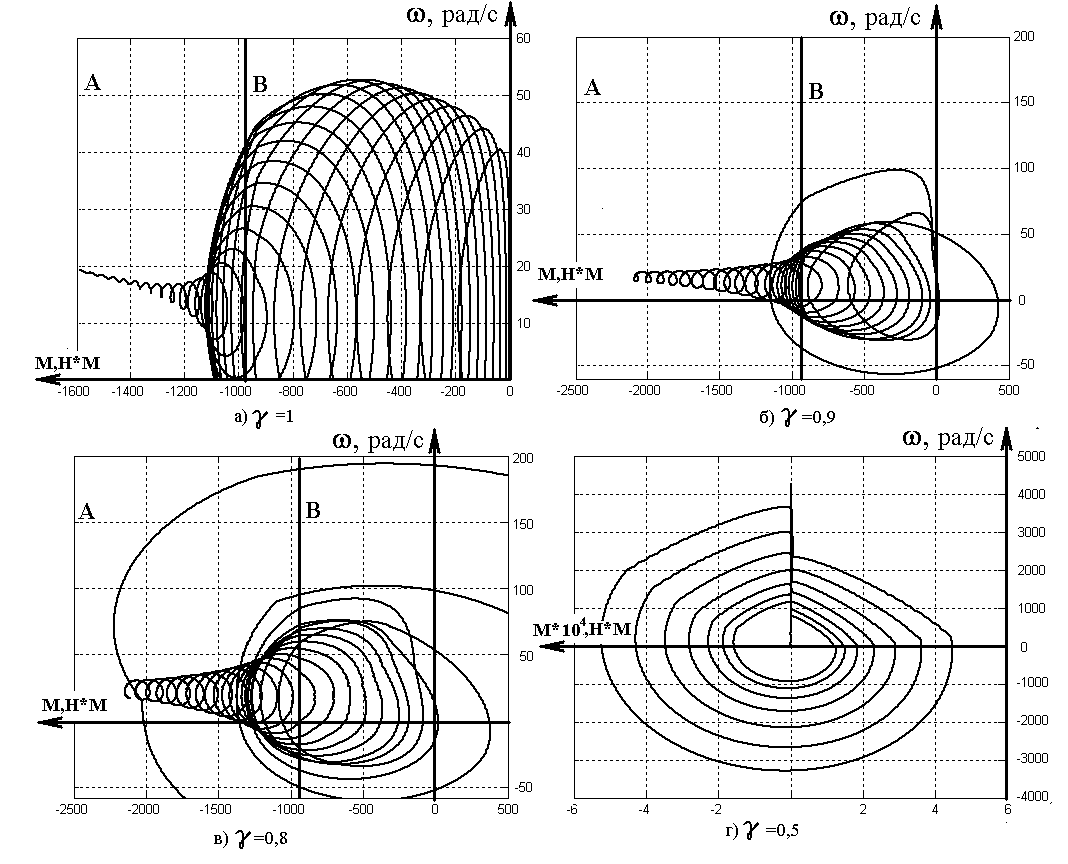 ω, рад/с
60
50
40
30
20
10
A
B
М,Н*М
-1600 -1400 -1200 -1000 -800 -600 -400 -200 0
а) γ =1
ω, рад/с
200
150
100
50
0
-50
A
B
М,Н*М
-2500 -2000 -1500 -1000 -500 0 500
б) γ =0,9
ω, рад/с
200
150
100
50
0
-50
A
B
М,Н*М
-2500 -2000 -1500 -1000 -500 0 500
в) γ =0,8
ω, рад/с
5000
4000
3000
2000
1000
0
-1000
-2000
-3000
-4000
М*10⁴,Н*М
-6 -4 -2 0 2 4 6
г) γ =0,5